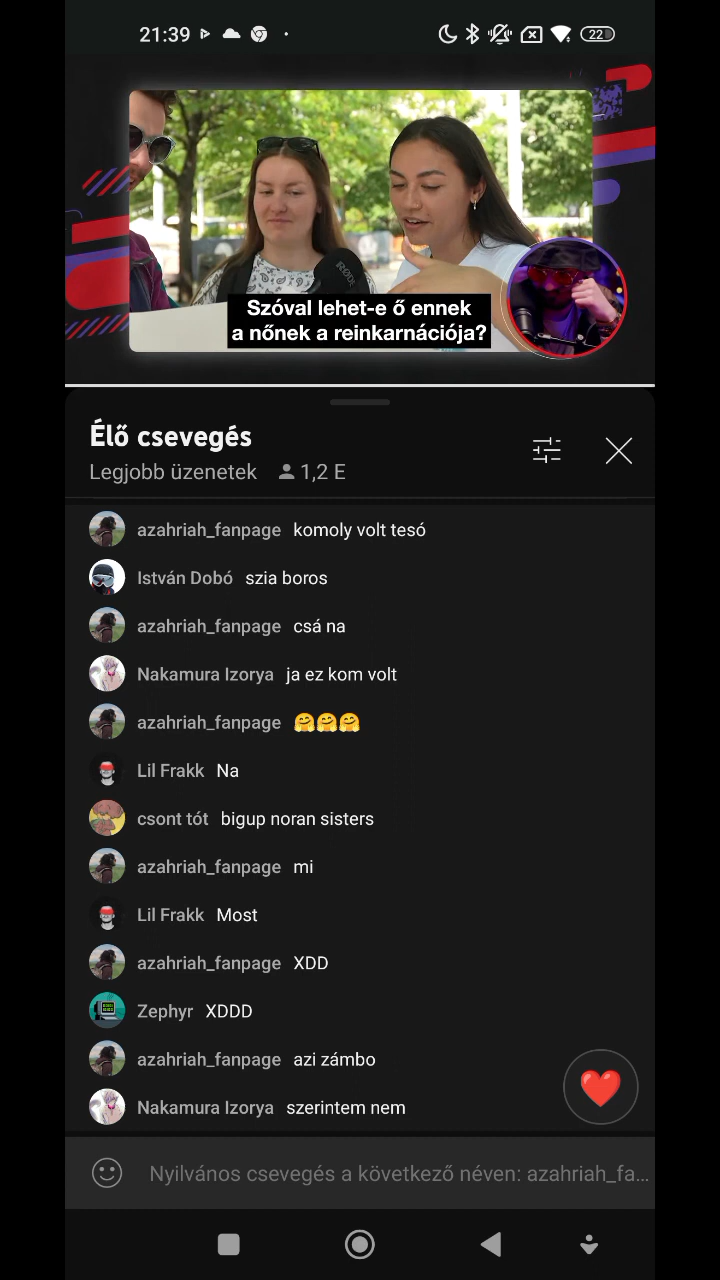 21:39
22
RØDE
Szóval lehet-e ő ennek
a nőnek a reinkarnációja?
Élő csevegés
Legjobb üzenetek 1,2 E
azahriah_fanpage komoly volt tesó
István Dobó szia boros
azahriah_fanpage csá na
Nakamura Izorya ja ez kom volt
azahriah_fanpage 🤗🤗🤗
Lil Frakk Na
csont tót bigup noran sisters
azahriah_fanpage mi
Lil Frakk Most
azahriah_fanpage XDD
Zephyr XDDD
azahriah_fanpage azi zámbo
Nakamura Izorya szerintem nem
Nyilvános csevegés a következő néven: azahriah_fa...